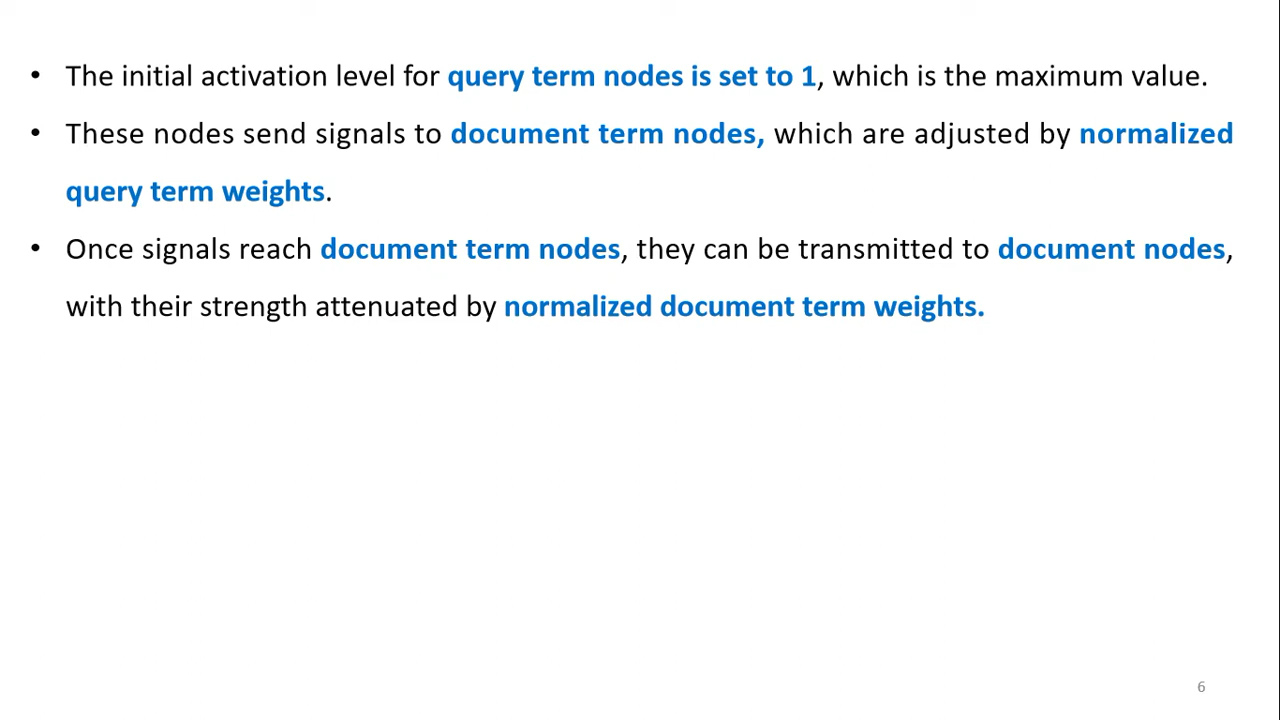 • The initial activation level for query term nodes is set to 1, which is the maximum value.
• These nodes send signals to document term nodes, which are adjusted by normalized
query term weights.
• Once signals reach document term nodes, they can be transmitted to document nodes,
with their strength attenuated by normalized document term weights.
6